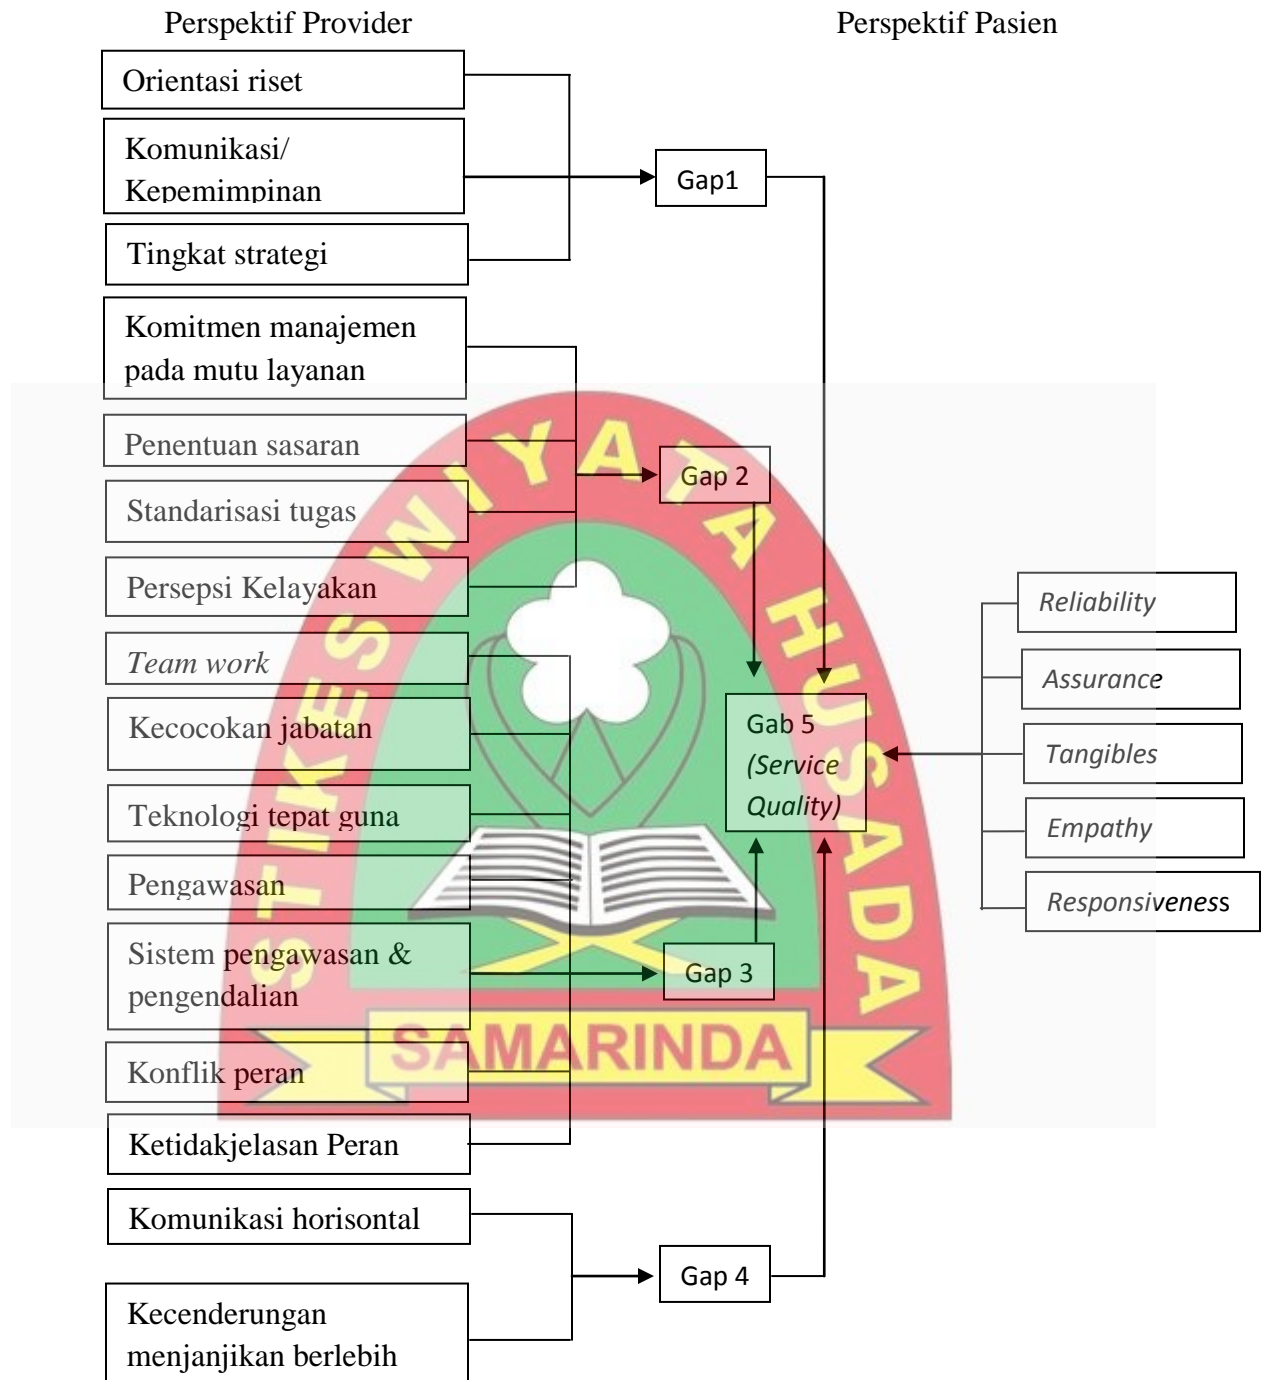 Perspektif Provider
Perspektif Pasien
Orientasi riset
Komunikasi/
Kepemimpinan
Tingkat strategi
Gap1
Komitmen manajemen
pada mutu layanan
Penentuan sasaran
Standarisasi tugas
Persepsi Kelayakan
Gap 2
Team work
Kecocokan jabatan
Teknologi tepat guna
Pengawasan
Sistem pengawasan &
pengendalian
Konflik peran
Ketidakjelasan Peran
Gap 3
Komunikasi horisontal
Kecenderungan
menjanjikan berlebih
Gap 4
Gab 5
(Service
Quality)
Reliability
Assurance
Tangibles
Empathy
Responsiveness
STIKES WIYATA HUSADA
SAMARINDA